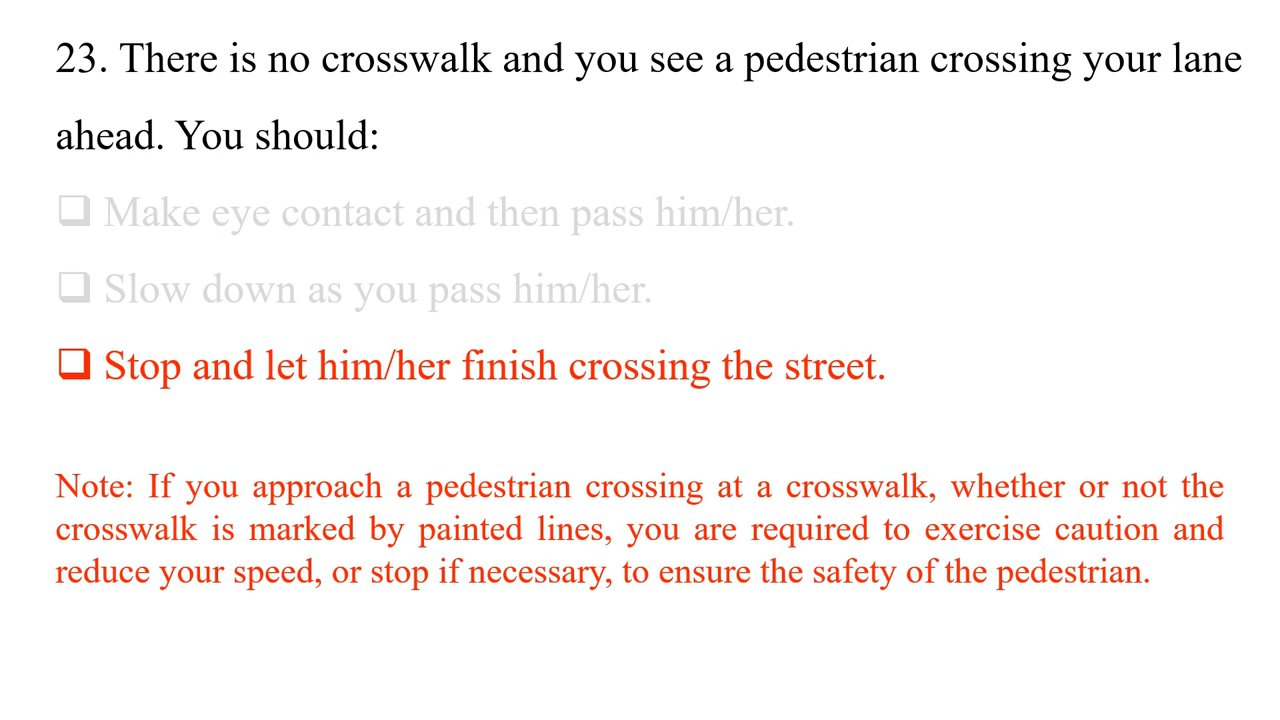 23. There is no crosswalk and you see a pedestrian crossing your lane
ahead. You should:
❑ Make eye contact and then pass him/her.
❑ Slow down as you pass him/her.
❑ Stop and let him/her finish crossing the street.
Note: If you approach a pedestrian crossing at a crosswalk, whether or not the
crosswalk is marked by painted lines, you are required to exercise caution and
reduce your speed, or stop if necessary, to ensure the safety of the pedestrian.